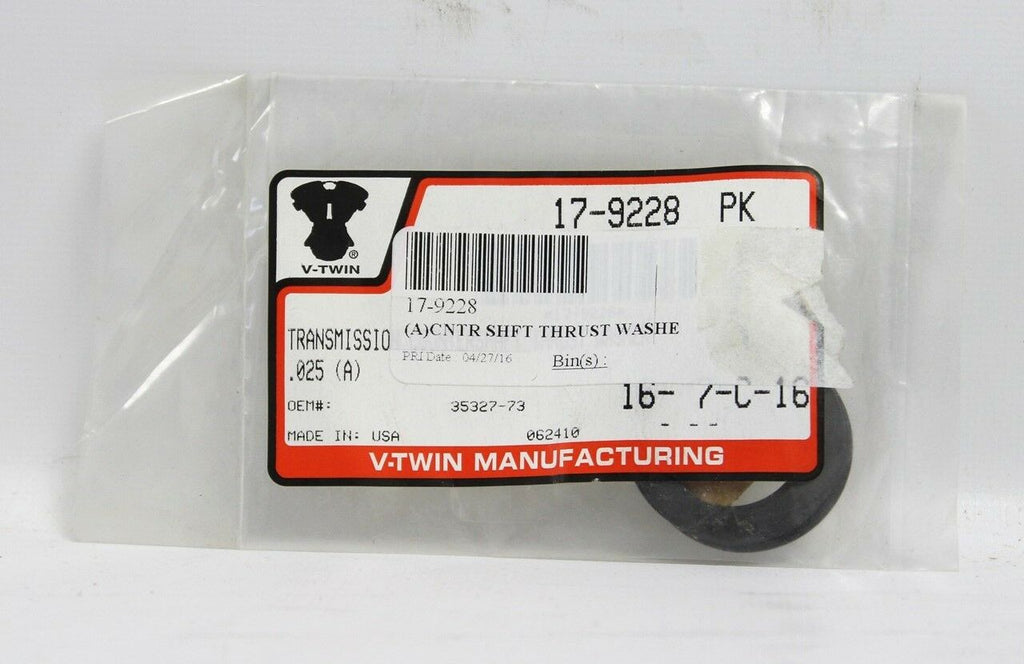 17-9228 PK
®
V-TWIN
17-9228
(A)CNTR SHFT THRUST WASHE
TRANSMISSIO
PRI Date 04/27/16 Bin(s):
.025 (A)
16- 7-C-16
OEM#: 35327-73
MADE IN: USA 062410
V-TWIN MANUFACTURING